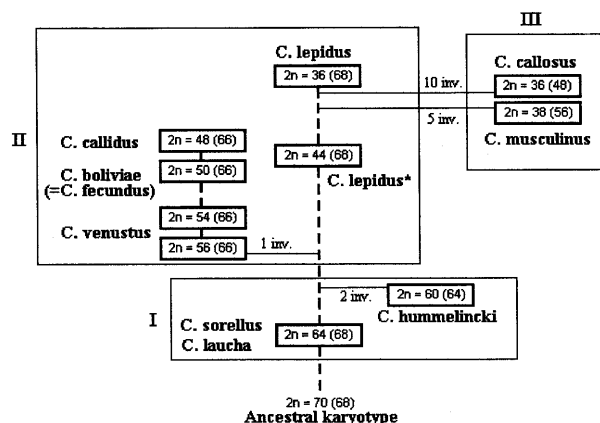 III
C. callosus
2n = 36 (48)
2n = 38 (56)
C. musculinus
10 inv.
5 inv.
II
C. lepidus
2n = 36 (68)
2n = 44 (68)
C. lepidus*
C. callidus
2n = 48 (66)
C. boliviae
(=C. fecundus)
2n = 50 (66)
2n = 54 (66)
C. venustus
2n = 56 (66)
1 inv.
I
2 inv.
2n = 60 (64)
C. hummelincki
C. sorellus
C. laucha
2n = 64 (68)
2n = 70 (68)
Ancestral karyotype